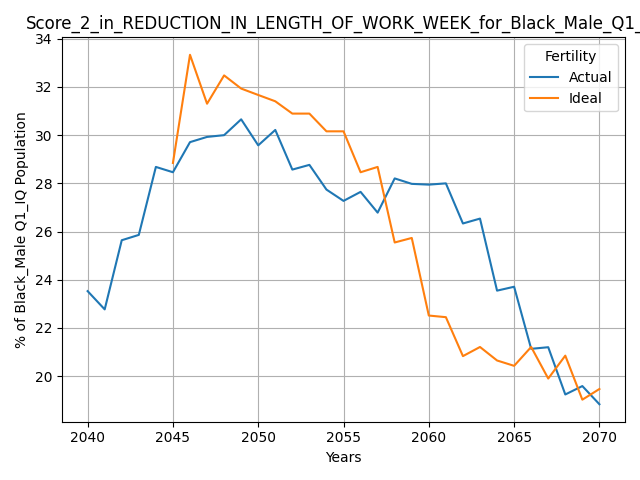 Score_2_in_REDUCTION_IN_LENGTH_OF_WORK_WEEK_for_Black_Male_Q1_
Fertility
Actual
Ideal
% of Black_Male Q1_IQ Population
34
32
30
28
26
24
22
20
2040 2045 2050 2055 2060 2065 2070
Years